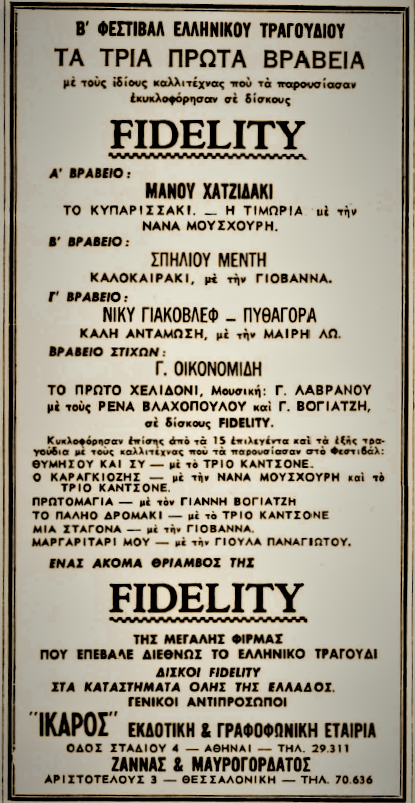 Β' ΦΕΣΤΙΒΑΛ ΕΛΛΗΝΙΚΟΥ ΤΡΑΓΟΥΔΙΟΥ
ΤΑ ΤΡΙΑ ΠΡΩΤΑ ΒΡΑΒΕΙΑ
μὲ τοὺς ἰδίους καλλιτέχνας ποὺ τὰ παρουσίασαν
ἐκυκλοφόρησαν σὲ δίσκους
FIDELITY
Α' ΒΡΑΒΕΙΟ:
ΜΑΝΟΥ ΧΑΤΖΙΔΑΚΙ
ΤΟ ΚΥΠΑΡΙΣΣΑΚΙ. — Η ΤΙΜΩΡΙΑ μὲ τὴν
ΝΑΝΑ ΜΟΥΣΧΟΥΡΗ.
Β' ΒΡΑΒΕΙΟ:
ΣΠΗΛΙΟΥ ΜΕΝΤΗ
ΚΑΛΟΚΑΙΡΑΚΙ, μὲ τὴν ΓΙΟΒΑΝΝΑ.
Γ' ΒΡΑΒΕΙΟ:
ΝΙΚΥ ΓΙΑΚΟΒΛΕΦ — ΠΥΘΑΓΟΡΑ
ΚΑΛΗ ΑΝΤΑΜΩΣΗ, μὲ τὴν ΜΑΙΡΗ ΛΩ.
ΒΡΑΒΕΙΟ ΣΤΙΧΩΝ:
Γ. ΟΙΚΟΝΟΜΙΔΗ
ΤΟ ΠΡΩΤΟ ΧΕΛΙΔΟΝΙ, Μουσική: Γ. ΛΑΒΡΑΝΟΥ
μὲ τοὺς ΡΕΝΑ ΒΛΑΧΟΠΟΥΛΟΥ καὶ Γ. ΒΟΓΙΑΤΖΗ,
σὲ δίσκους FIDELITY.
Κυκλοφόρησαν ἐπίσης ἀπὸ τὰ 15 ἐπιλεγέντα καὶ τὰ ἑξῆς τρα-
γούδια μὲ τοὺς καλλιτέχνας ποὺ τὰ παρουσίασαν στὸ Φεστιβάλ:
ΘΥΜΗΣΟΥ ΚΑΙ ΣΥ — μὲ τὸ ΤΡΙΟ ΚΑΝΤΣΟΝΕ.
Ο ΚΑΡΑΓΚΙΟΖΗΣ — μὲ τὴν ΝΑΝΑ ΜΟΥΣΧΟΥΡΗ καὶ τὸ
ΤΡΙΟ ΚΑΝΤΣΟΝΕ.
ΠΡΩΤΟΜΑΓΙΑ — μὲ τὸν ΓΙΑΝΝΗ ΒΟΓΙΑΤΖΗ
ΤΟ ΠΑΛΗΟ ΔΡΟΜΑΚΙ — μὲ τὸ ΤΡΙΟ ΚΑΝΤΣΟΝΕ
ΜΙΑ ΣΤΑΓΟΝΑ — μὲ τὴν ΓΙΟΒΑΝΝΑ.
ΜΑΡΓΑΡΙΤΑΡΙ ΜΟΥ — μὲ τὴν ΓΙΟΥΛΑ ΠΑΝΑΓΙΩΤΟΥ.
ΕΝΑΣ ΑΚΟΜΑ ΘΡΙΑΜΒΟΣ ΤΗΣ
FIDELITY
ΤΗΣ ΜΕΓΑΛΗΣ ΦΙΡΜΑΣ
ΠΟΥ ΕΠΕΒΑΛΕ ΔΙΕΘΝΩΣ ΤΟ ΕΛΛΗΝΙΚΟ ΤΡΑΓΟΥΔΙ
ΔΙΣΚΟΙ FIDELITY
ΣΤΑ ΚΑΤΑΣΤΗΜΑΤΑ ΟΛΗΣ ΤΗΣ ΕΛΛΑΔΟΣ.
ΓΕΝΙΚΟΙ ΑΝΤΙΠΡΟΣΩΠΟΙ
"ΙΚΑΡΟΣ" ΕΚΔΟΤΙΚΗ & ΓΡΑΦΟΦΩΝΙΚΗ ΕΤΑΙΡΙΑ
ΟΔΟΣ ΣΤΑΔΙΟΥ 4 — ΑΘΗΝΑΙ — ΤΗΛ. 29.311
ΖΑΝΝΑΣ & ΜΑΥΡΟΓΟΡΔΑΤΟΣ
ΑΡΙΣΤΟΤΕΛΟΥΣ 3 — ΘΕΣΣΑΛΟΝΙΚΗ — ΤΗΛ. 70.636